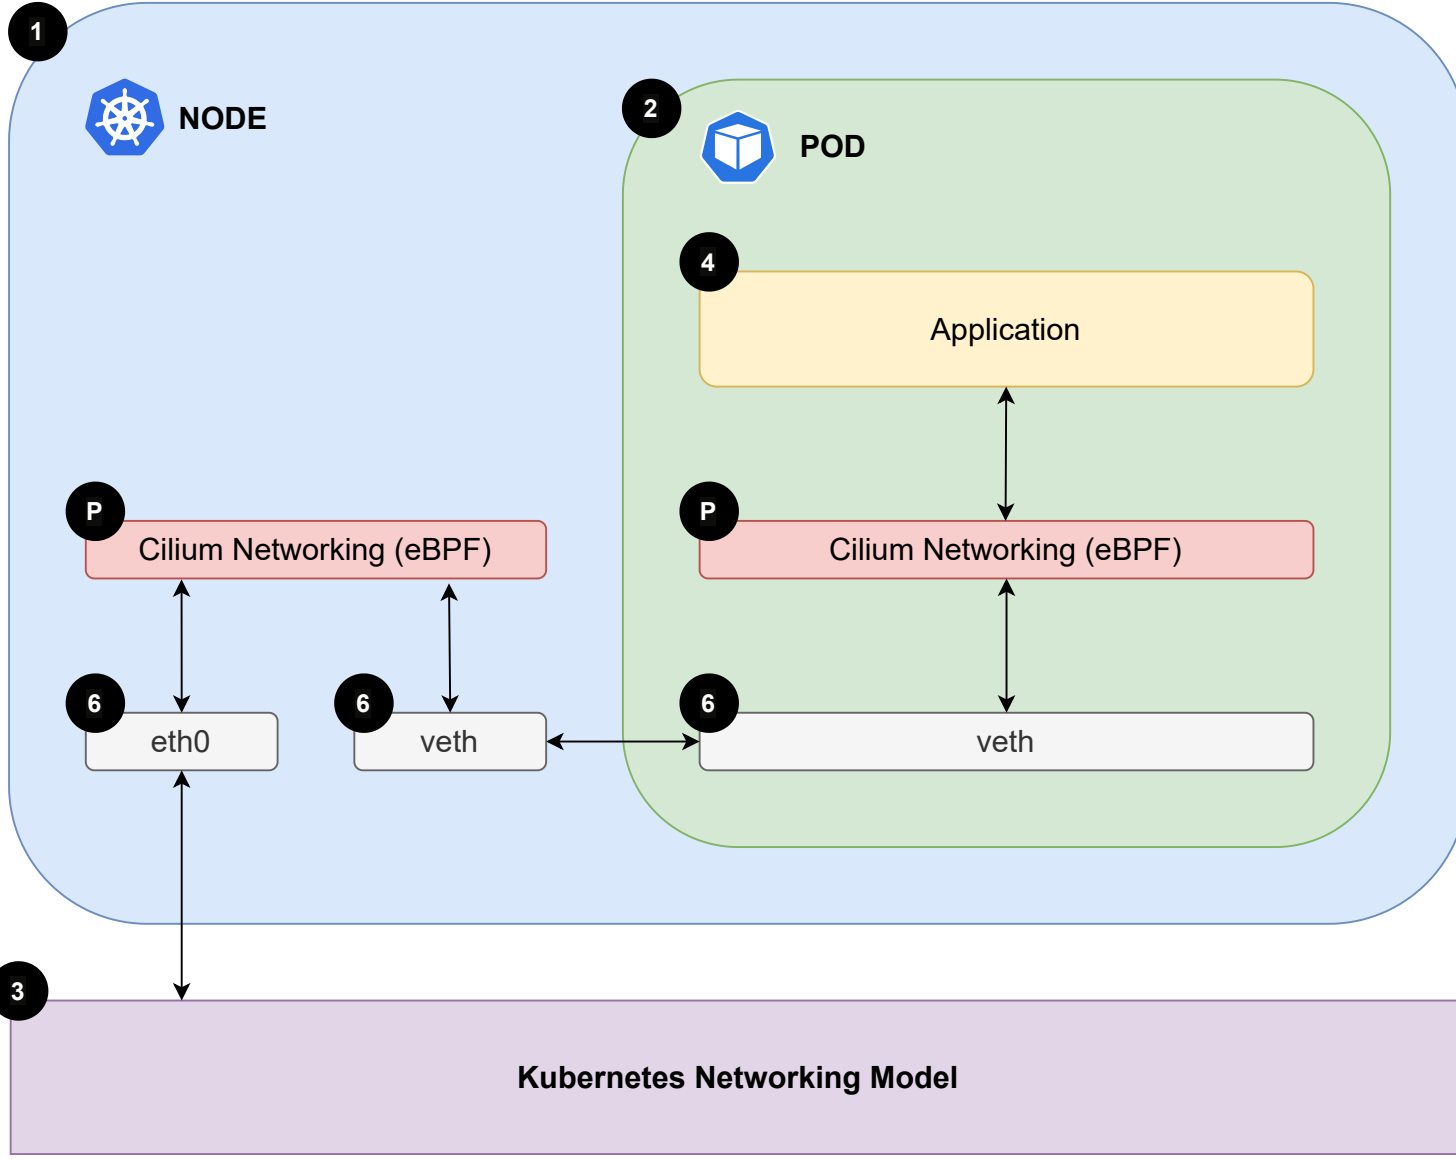 1
NODE
2
POD
4
Application
P
Cilium Networking (eBPF)
P
Cilium Networking (eBPF)
6
eth0
6
veth
6
veth
3
Kubernetes Networking Model